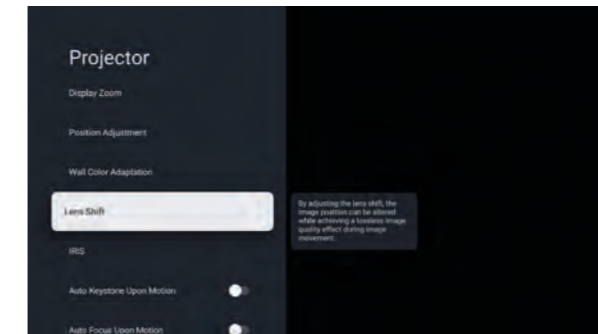 Projector
Display Zoom
Position Adjustment
Wall Color Adaptation
Lens Shift
By adjusting the lens shift, the
image position can be altered
while achieving a lossless image
quality effect during image
movement.
IRIS
Auto Keystone Upon Motion
Auto Focus Upon Motion